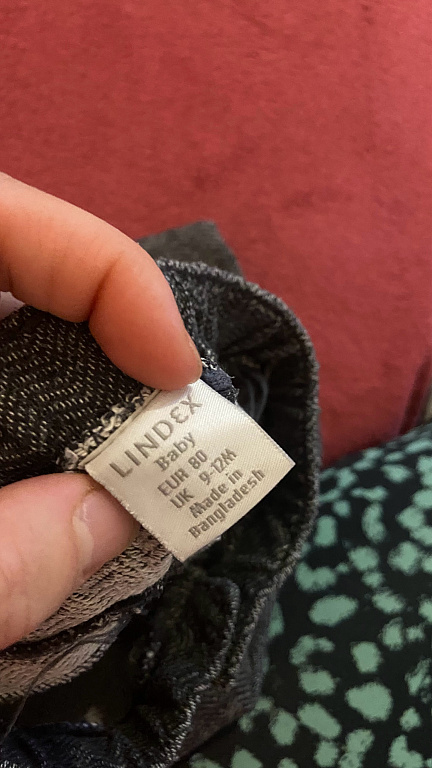 LINDEX
Baby
EUR 80
UK 9-12M
Made in
Bangladesh